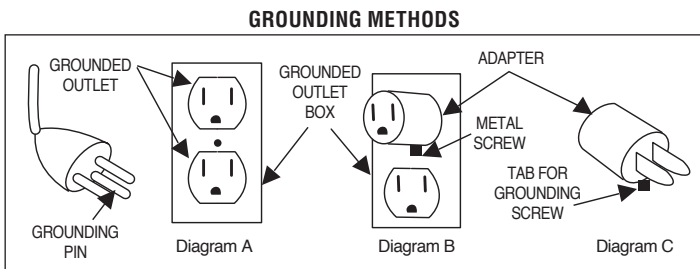 GROUNDING METHODS
GROUNDED
OUTLET
GROUNDING
PIN
Diagram A
GROUNDED
OUTLET
BOX
ADAPTER
METAL
SCREW
Diagram B
TAB FOR
GROUNDING
SCREW
Diagram C